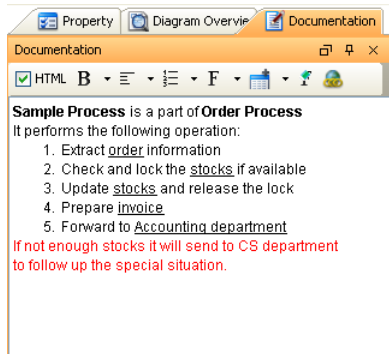 Property Diagram Overvie Documentation
Documentation
HTML B F
Sample Process is a part of Order Process
It performs the following operation:
1. Extract order information
2. Check and lock the stocks if available
3. Update stocks and release the lock
4. Prepare invoice
5. Forward to Accounting department
If not enough stocks it will send to CS department
to follow up the special situation.